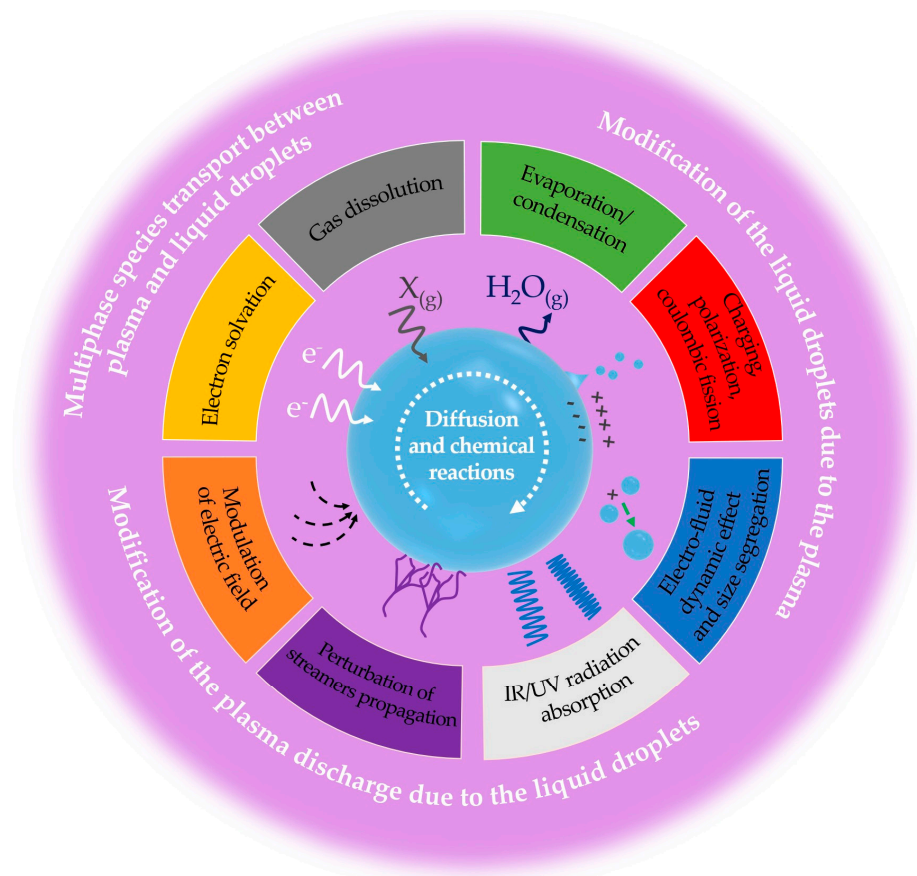 Multiphase species transport between
plasma and liquid droplets
Modification of the liquid droplets due to the plasma
Modification of the plasma discharge due to the liquid droplets
Gas dissolution
Evaporation/
condensation
Charging,
polarization,
coulombic fission
Electro-fluid
dynamic effect
and size segregation
IR/UV radiation
absorption
Perturbation of
streamers propagation
Modulation
of electric field
Electron solvation
X(g)
H₂O(g)
e⁻
e⁻
- - - -
+ + + +
+
Diffusion
and chemical
reactions